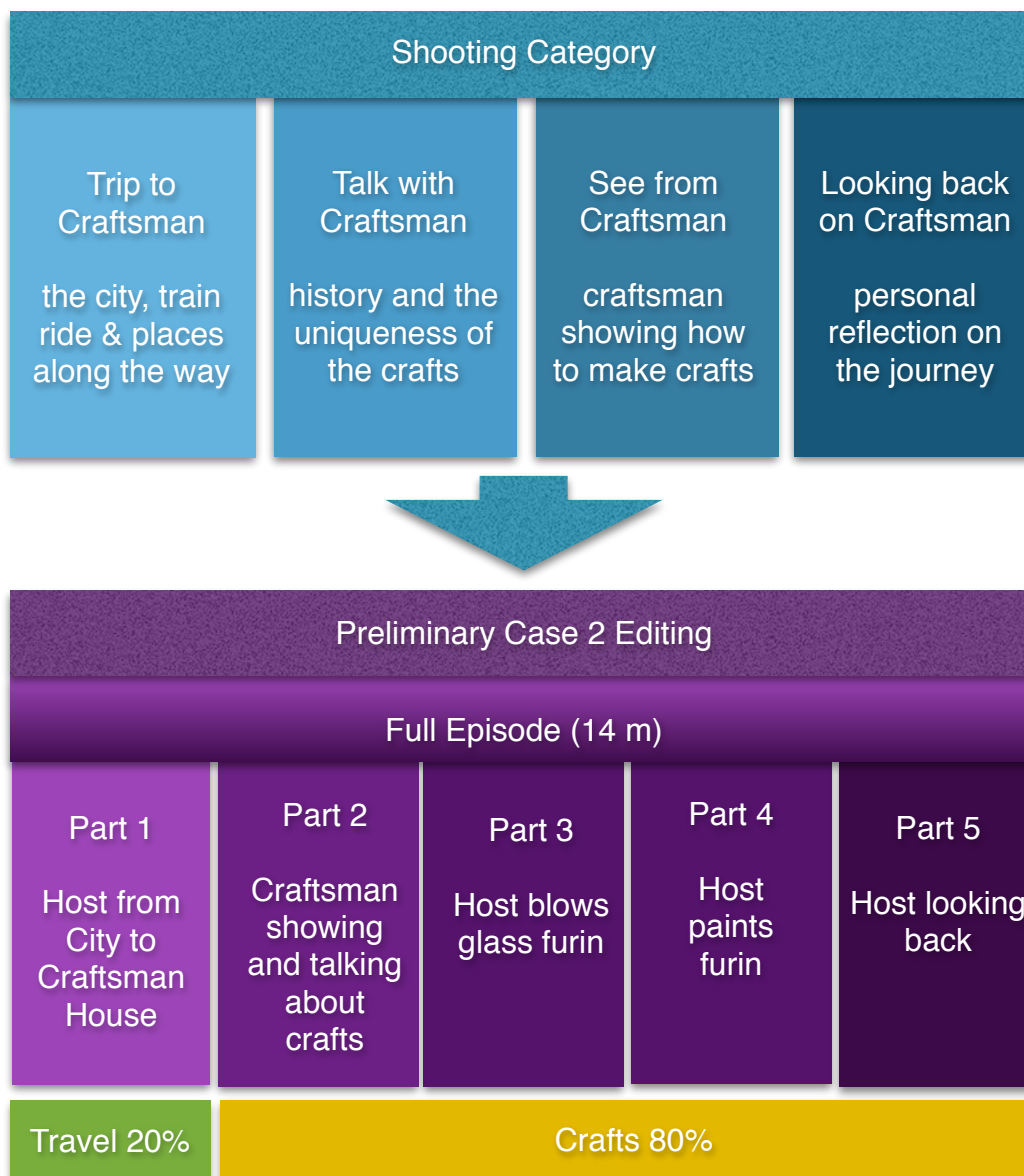 Shooting Category
Trip to
Craftsman
the city, train
ride & places
along the way
Talk with
Craftsman
history and the
uniqueness of
the crafts
See from
Craftsman
craftsman
showing how
to make crafts
Looking back
on Craftsman
personal
reflection on
the journey
Preliminary Case 2 Editing
Full Episode (14 m)
Part 1
Host from
City to
Craftsman
House
Part 2
Craftsman
showing
and talking
about
crafts
Part 3
Host blows
glass furin
Part 4
Host
paints
furin
Part 5
Host looking
back
Travel 20%
Crafts 80%